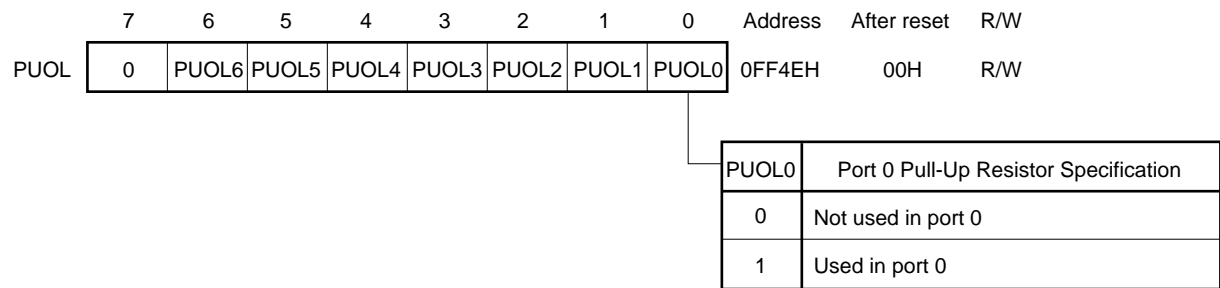 7 6 5 4 3 2 1 0 Address After reset R/W
PUOL 0 PUOL6 PUOL5 PUOL4 PUOL3 PUOL2 PUOL1 PUOL0 0FF4EH 00H R/W
PUOL0 Port 0 Pull-Up Resistor Specification
0 Not used in port 0
1 Used in port 0